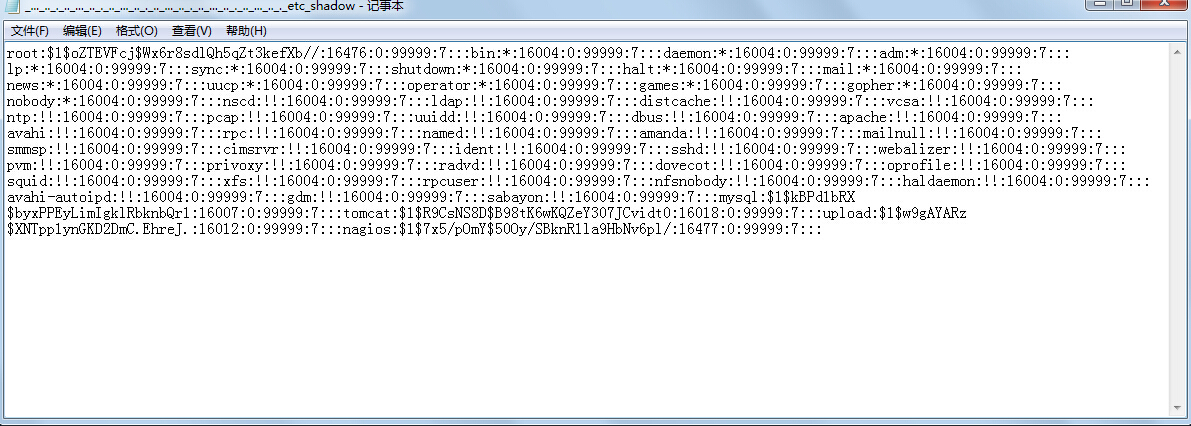 _etc_shadow - 记事本
文件(F) 编辑(E) 格式(O) 查看(V) 帮助(H)
root:$1$oZTEVFcj$Wx6r8sdlQh5qZt3kefXb//:16476:0:99999:7:::bin:*:16004:0:99999:7:::daemon:*:16004:0:99999:7:::adm:*:16004:0:99999:7:::
lp:*:16004:0:99999:7:::sync:*:16004:0:99999:7:::shutdown:*:16004:0:99999:7:::halt:*:16004:0:99999:7:::mail:*:16004:0:99999:7:::
news:*:16004:0:99999:7:::uucp:*:16004:0:99999:7:::operator:*:16004:0:99999:7:::games:*:16004:0:99999:7:::gopher:*:16004:0:99999:7:::
nobody:*:16004:0:99999:7:::nscd:!!:16004:0:99999:7:::ldap:!!:16004:0:99999:7:::distcache:!!:16004:0:99999:7:::vcsa:!!:16004:0:99999:7:::
ntp:!!:16004:0:99999:7:::pcap:!!:16004:0:99999:7:::uuidd:!!:16004:0:99999:7:::dbus:!!:16004:0:99999:7:::apache:!!:16004:0:99999:7:::
avahi:!!:16004:0:99999:7:::rpc:!!:16004:0:99999:7:::named:!!:16004:0:99999:7:::amanda:!!:16004:0:99999:7:::mailnull:!!:16004:0:99999:7:::
smmsp:!!:16004:0:99999:7:::cimsrvr:!!:16004:0:99999:7:::ident:!!:16004:0:99999:7:::sshd:!!:16004:0:99999:7:::webalizer:!!:16004:0:99999:7:::
pvm:!!:16004:0:99999:7:::privoxy:!!:16004:0:99999:7:::radvd:!!:16004:0:99999:7:::dovecot:!!:16004:0:99999:7:::oprofile:!!:16004:0:99999:7:::
squid:!!:16004:0:99999:7:::xfs:!!:16004:0:99999:7:::rpcuser:!!:16004:0:99999:7:::nfsnobody:!!:16004:0:99999:7:::haldaemon:!!:16004:0:99999:7:::
avahi-autoipd:!!:16004:0:99999:7:::gdm:!!:16004:0:99999:7:::sabayon:!!:16004:0:99999:7:::mysql:$1$kBPd1bRX
$byxPPEyLimIgklRbknbQr1:16007:0:99999:7:::tomcat:$1$R9CsNS8D$B98tK6wKQZeY307JCvidt0:16018:0:99999:7:::upload:$1$w9gAYARz
$XNTpp1ynGKD2DmC.EhreJ.:16012:0:99999:7:::nagios:$1$7x5/pOmY$5OOy/SBknRlla9HbNv6pl/:16477:0:99999:7:::